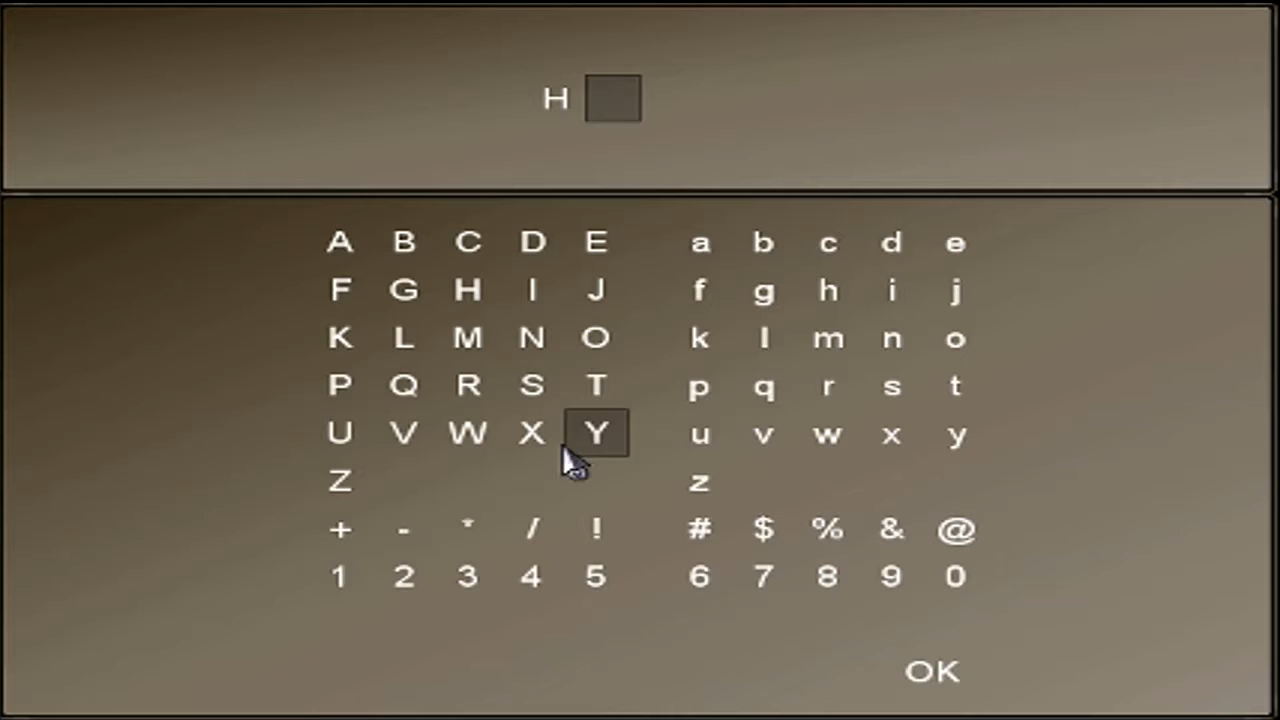 H
A B C D E a b c d e
F G H I J f g h i j
K L M N O k l m n o
P Q R S T p q r s t
U V W X Y u v w x y
Z z
+ - * / ! # $ % & @
1 2 3 4 5 6 7 8 9 0
OK